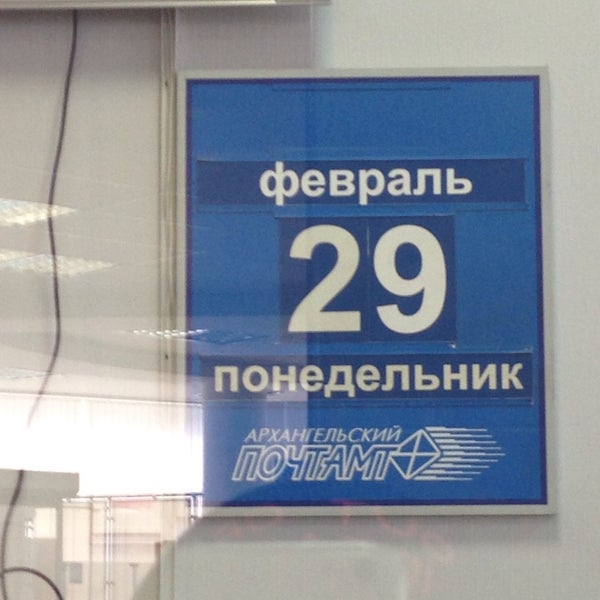 февраль
29
понедельник
АРХАНГЕЛЬСКИЙ
ПОЧТАМТ